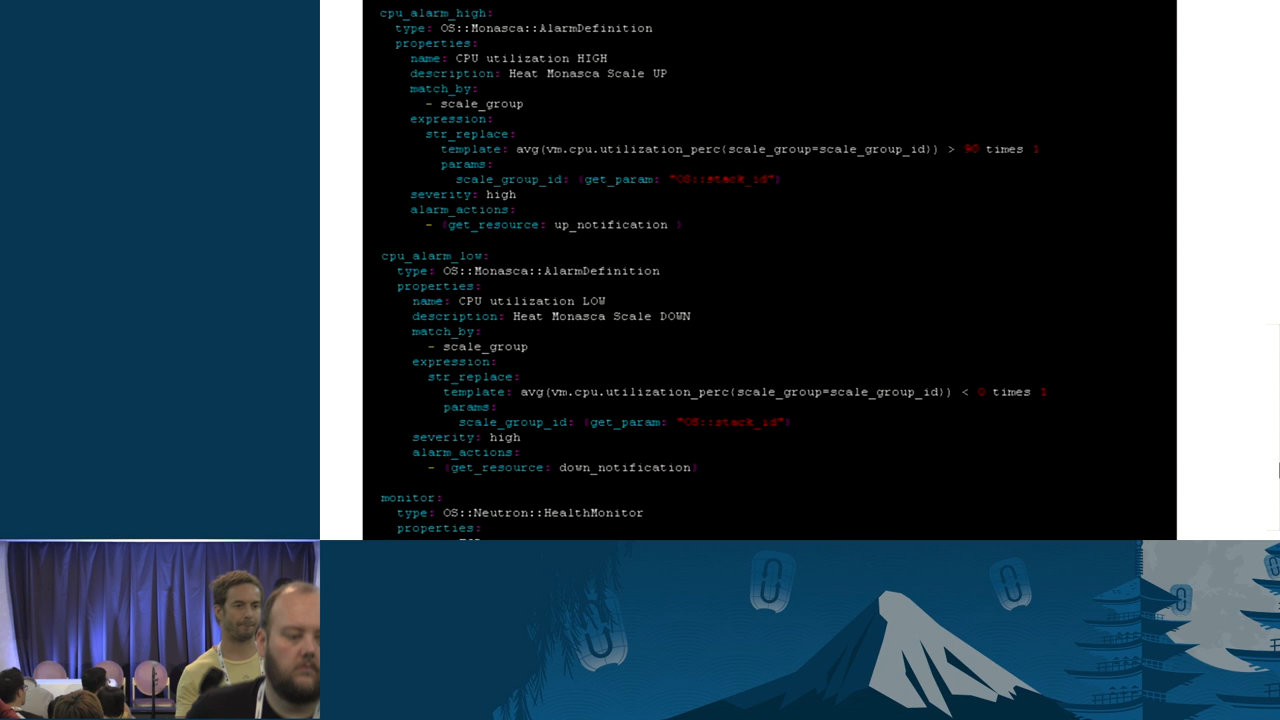 cpu_alarm_high:
type: OS::Monasca::AlarmDefinition
properties:
name: CPU utilization HIGH
description: Heat Monasca Scale UP
match_by:
- scale_group
expression:
str_replace:
template: avg(vm.cpu.utilization_perc(scale_group=scale_group_id)) > 90 times 1
params:
scale_group_id: {get_param: "OS::stack_id"}
severity: high
alarm_actions:
- {get_resource: up_notification }
cpu_alarm_low:
type: OS::Monasca::AlarmDefinition
properties:
name: CPU utilization LOW
description: Heat Monasca Scale DOWN
match_by:
- scale_group
expression:
str_replace:
template: avg(vm.cpu.utilization_perc(scale_group=scale_group_id)) < 0 times 1
params:
scale_group_id: {get_param: "OS::stack_id"}
severity: high
alarm_actions:
- {get_resource: down_notification}
monitor:
type: OS::Neutron::HealthMonitor
properties: